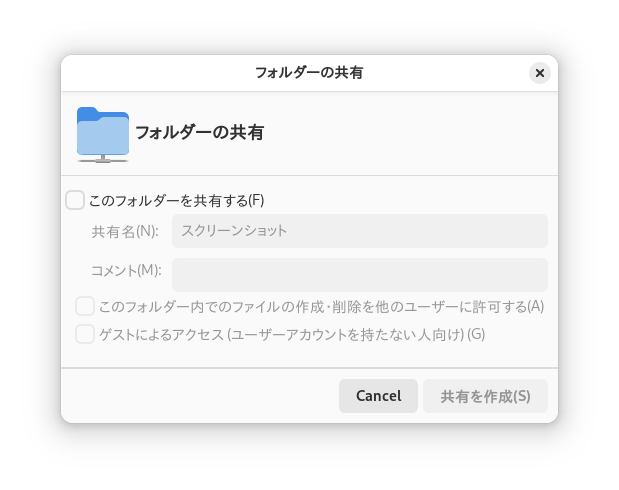 フォルダーの共有
フォルダーの共有
このフォルダーを共有する(F)
共有名(N): スクリーンショット
コメント(M):
このフォルダー内でのファイルの作成·削除を他のユーザーに許可する(A)
ゲストによるアクセス (ユーザーアカウントを持たない人向け) (G)
Cancel 共有を作成(S)